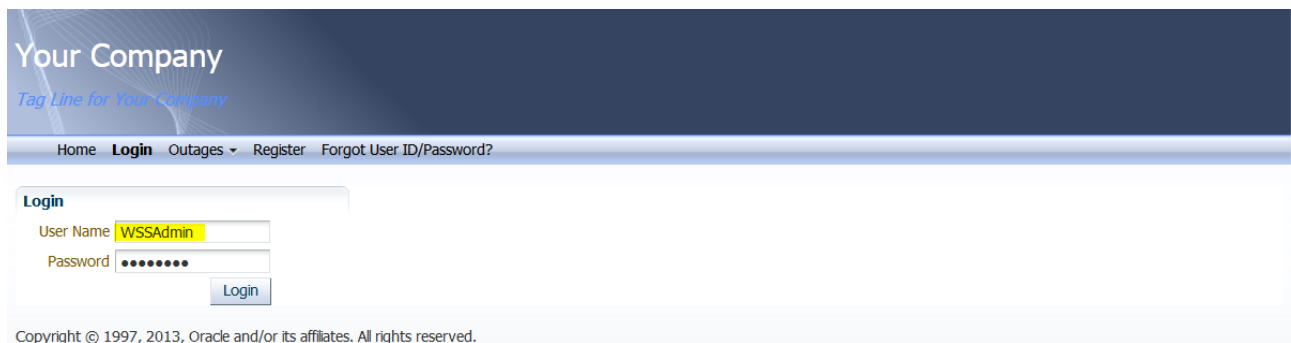 Your Company
Tag Line for Your Company
Home Login Outages Register Forgot User ID/Password?
Login
User Name WSSAdmin
Password ••••••••
Login
Copyright © 1997, 2013, Oracle and/or its affiliates. All rights reserved.